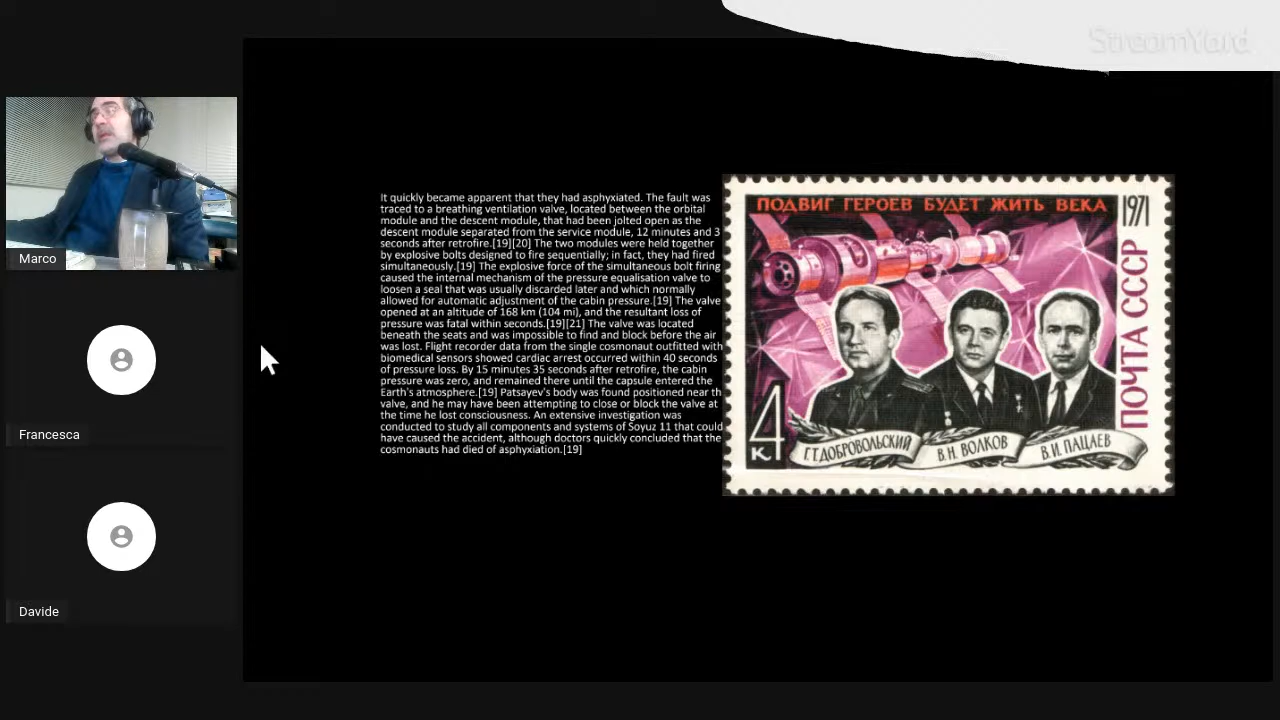 StreamYard
Marco
Francesca
Davide
It quickly became apparent that they had asphyxiated. The fault was
traced to a breathing ventilation valve, located between the orbital
module and the descent module, that had been jolted open as the
descent module separated from the service module, 12 minutes and 3
seconds after retrofire.[19][20] The two modules were held together
by explosive bolts designed to fire sequentially; in fact, they had fired
simultaneously.[19] The explosive force of the simultaneous bolt firing
caused the internal mechanism of the pressure equalisation valve to
loosen a seal that was usually discarded later and which normally
allowed for automatic adjustment of the cabin pressure.[19] The valve
opened at an altitude of 168 km (104 mi), and the resultant loss of
pressure was fatal within seconds.[19][21] The valve was located
beneath the seats and was impossible to find and block before the air
was lost. Flight recorder data from the single cosmonaut outfitted with
biomedical sensors showed cardiac arrest occurred within 40 seconds
of pressure loss. By 15 minutes 35 seconds after retrofire, the cabin
pressure was zero, and remained there until the capsule entered the
Earth's atmosphere.[19] Patsayev's body was found positioned near th
valve, and he may have been attempting to close or block the valve at
the time he lost consciousness. An extensive investigation was
conducted to study all components and systems of Soyuz 11 that could
have caused the accident, although doctors quickly concluded that the
cosmonauts had died of asphyxiation.[19]
ПОДВИГ ГЕРОЕВ БУДЕТ ЖИТЬ ВЕКА
1971
ПОЧТА СССР
4
К
Г.Т.ДОБРОВОЛЬСКИЙ
В.Н. ВОЛКОВ
В.И. ПАЦАЕВ